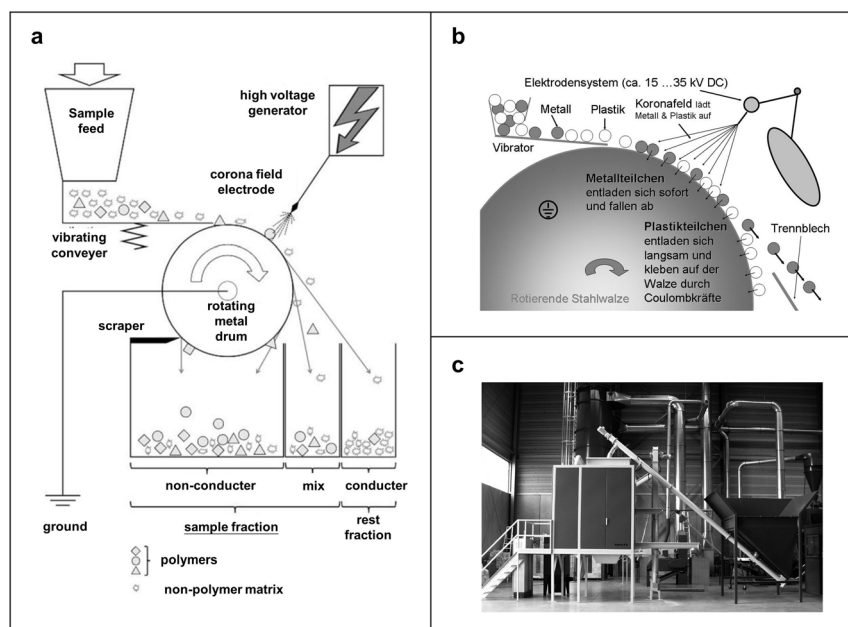 a
Sample
feed
high voltage
generator
corona field
electrode
vibrating
conveyer
rotating
metal
drum
scraper
non-conducter
mix
conducter
ground
sample fraction
rest
fraction
polymers
non-polymer matrix
b
Elektrodensystem (ca. 15 ...35 kV DC)
Metall
Plastik
Koronafeld lädt
Metall & Plastik auf
Vibrator
Metallteilchen
entladen sich sofort
und fallen ab
Plastikteilchen
entladen sich
langsam und
kleben auf der
Walze durch
Coulombkräfte
Trennblech
Rotierende Stahlwalze
c